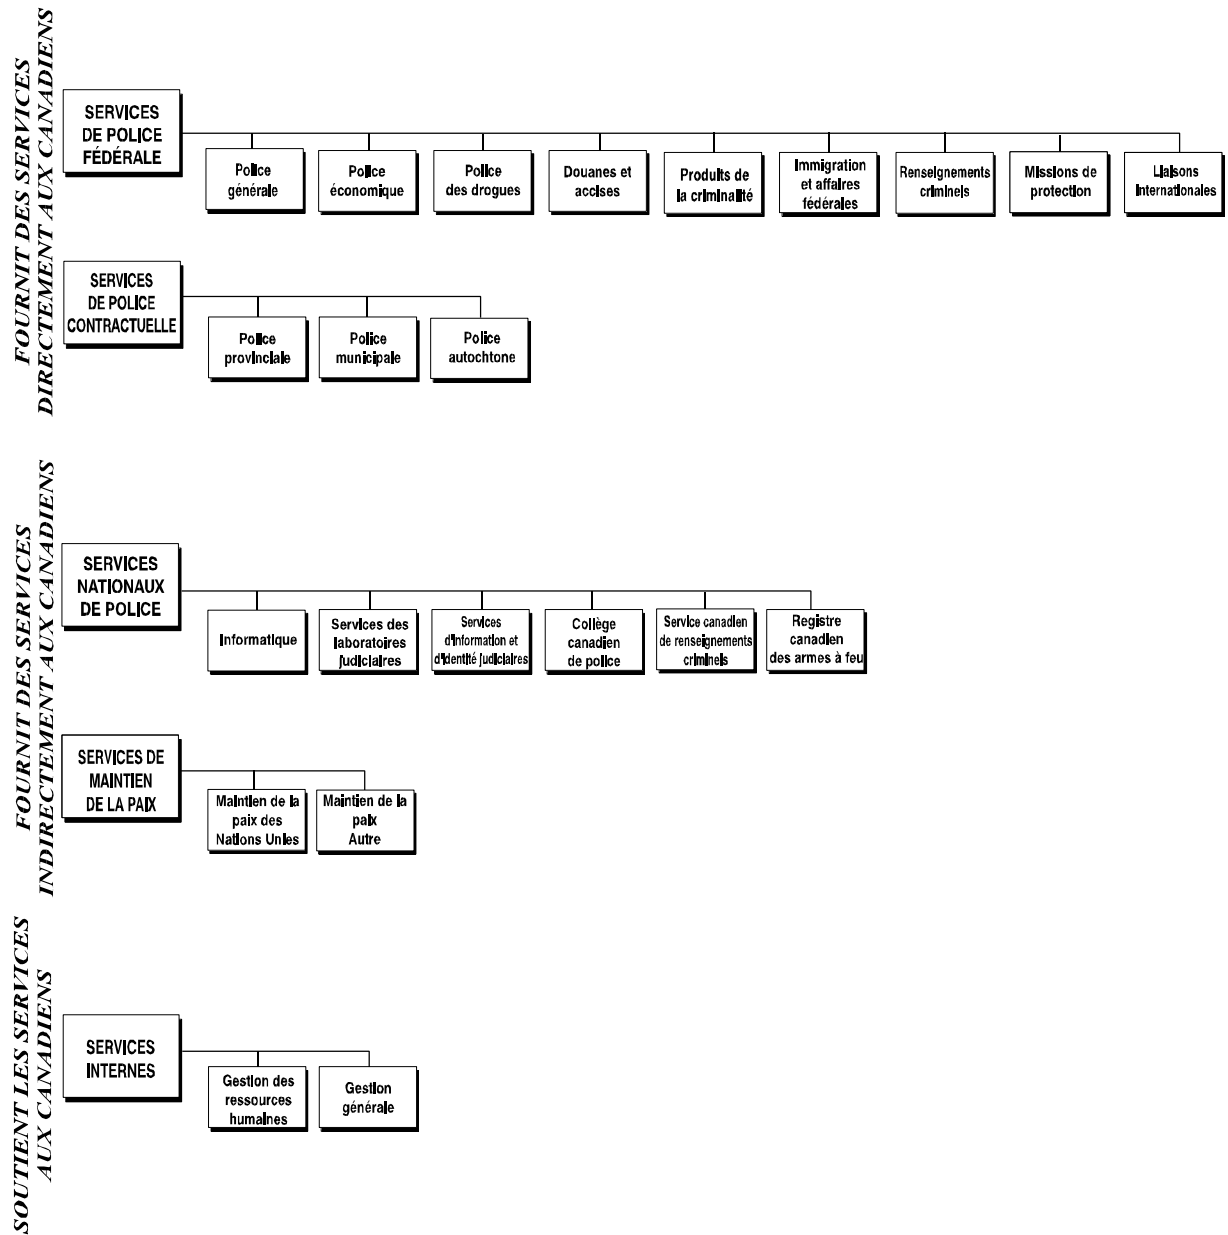 FOURNIT DES SERVICES
DIRECTEMENT AUX CANADIENS
SERVICES
DE POLICE
FÉDÉRALE
Police
générale
Police
économique
Police
des drogues
Douanes et
accises
Produits de
la criminalité
Immigration
et affaires
fédérales
Renseignements
criminels
Missions de
protection
Liaisons
internationales
SERVICES
DE POLICE
CONTRACTUELLE
Police
provinciale
Police
municipale
Police
autochtone
FOURNIT DES SERVICES
INDIRECTEMENT AUX CANADIENS
SERVICES
NATIONAUX
DE POLICE
Informatique
Services des
laboratoires
judiciaires
Services
d'information et
d'identité judiciaires
Collège
canadien
de police
Service canadien
de renseignements
criminels
Registre
canadien
des armes à feu
SERVICES DE
MAINTIEN
DE LA PAIX
Maintien de la
paix des
Nations Unies
Maintien de la
paix
Autre
SOUTIENT LES SERVICES
AUX CANADIENS
SERVICES
INTERNES
Gestion des
ressources
humaines
Gestion
générale